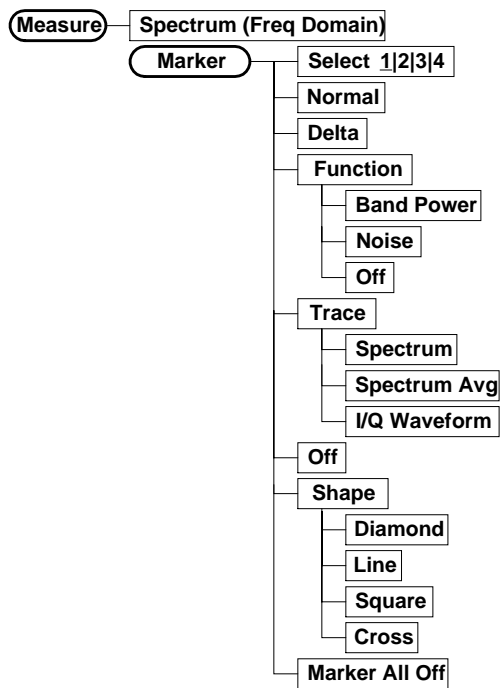 Measure Spectrum (Freq Domain)
Marker Select 1|2|3|4
Normal
Delta
Function
Band Power
Noise
Off
Trace
Spectrum
Spectrum Avg
I/Q Waveform
Off
Shape
Diamond
Line
Square
Cross
Marker All Off